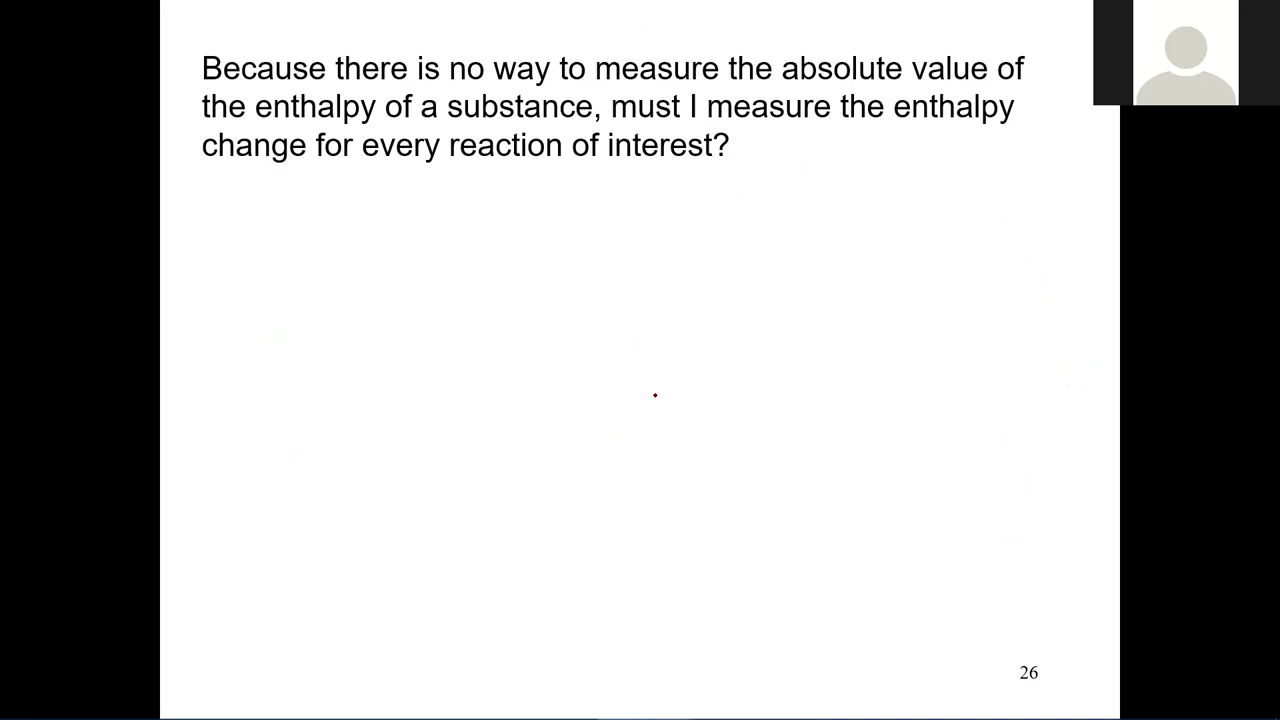 Because there is no way to measure the absolute value of
the enthalpy of a substance, must I measure the enthalpy
change for every reaction of interest?
26